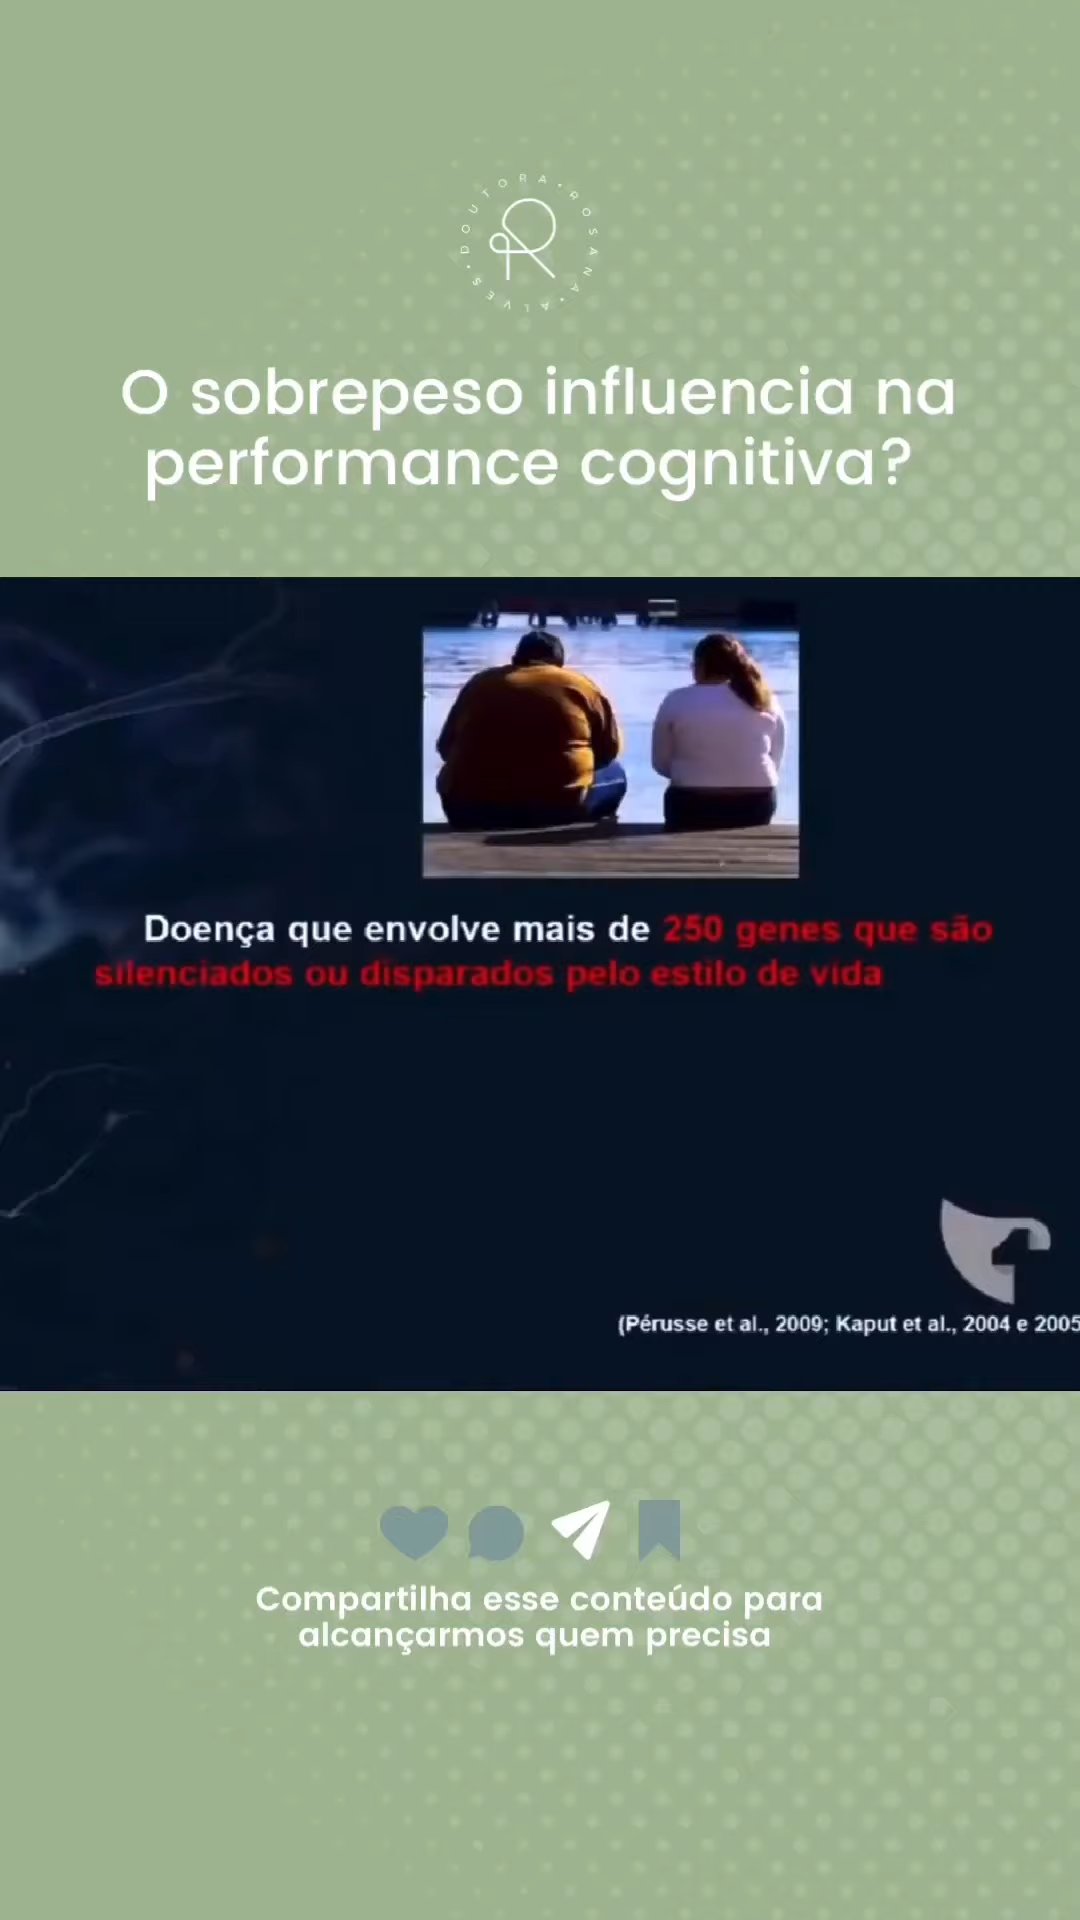 DOUTORA • ROSANA • ALVES •
O sobrepeso influencia na
performance cognitiva?
Doença que envolve mais de 250 genes que são
silenciados ou disparados pelo estilo de vida
(Pérusse et al., 2009; Kaput et al., 2004 e 2005
Compartilha esse conteúdo para
alcançarmos quem precisa